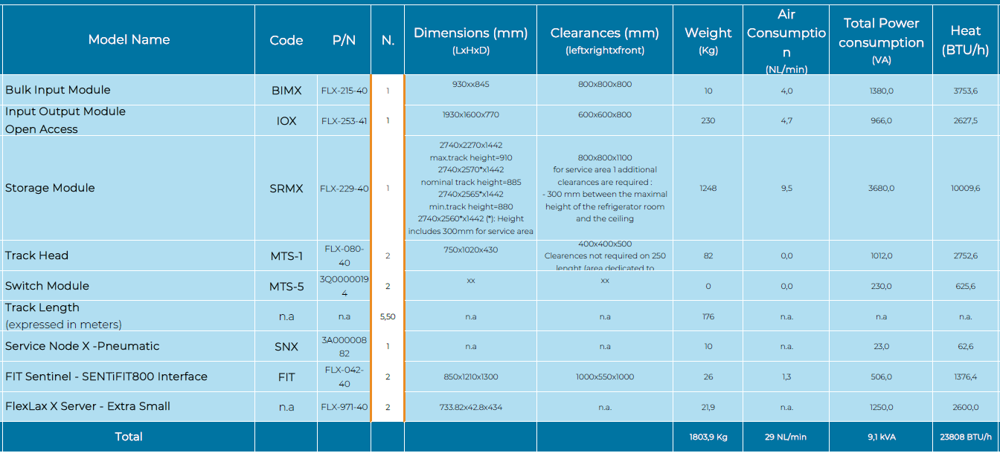 Model Name Code P/N N. Dimensions (mm) (LxHxD) Clearances (mm) (leftxrightxfront) Weight (Kg) Air Consumptio n (NL/min) Total Power consumption (VA) Heat (BTU/h)
Bulk Input Module BIMX FLX-215-40 1 930xx845 800x800x800 10 4,0 1380,0 3753,6
Input Output Module
Open Access IOX FLX-253-41 1 1930x1600x770 600x600x800 230 4,7 966,0 2627,5
Storage Module SRMX FLX-229-40 1
2740x2270x1442
max.track height=910
2740x2570*x1442
nominal track height=885
2740x2565*x1442
min.track height=880
2740x2560*x1442 (*): Height
includes 300mm for service area
800x800x1100
for service area 1 additional
clearances are required :
- 300 mm between the maximal
height of the refrigerator room
and the ceiling
1248 9,5 3680,0 10009,6
Track Head MTS-1 FLX-080-
40
2 750x1020x430
400x400x500
Clearences not required on 250
lenght (area dedicated to
82 0,0 1012,0 2752,6
Switch Module MTS-5 3Q0000019
4
2 xx xx 0 0,0 230,0 625,6
Track Length
(expressed in meters) n.a n.a 5,50 n.a n.a 176 n.a. n.a n.a.
Service Node X -Pneumatic SNX 3A000008
82
1 n.a n.a 10 n.a. 23,0 62,6
FIT Sentinel - SENTiFIT800 Interface FIT FLX-042-
40
2 850x1210x1300 1000x550x1000 26 1,3 506,0 1376,4
FlexLax X Server - Extra Small n.a FLX-971-40 2 733.82x42.8x434 n.a. 21,9 n.a. 1250,0 2600,0
Total 1803,9 Kg 29 NL/min 9,1 kVA 23808 BTU/h